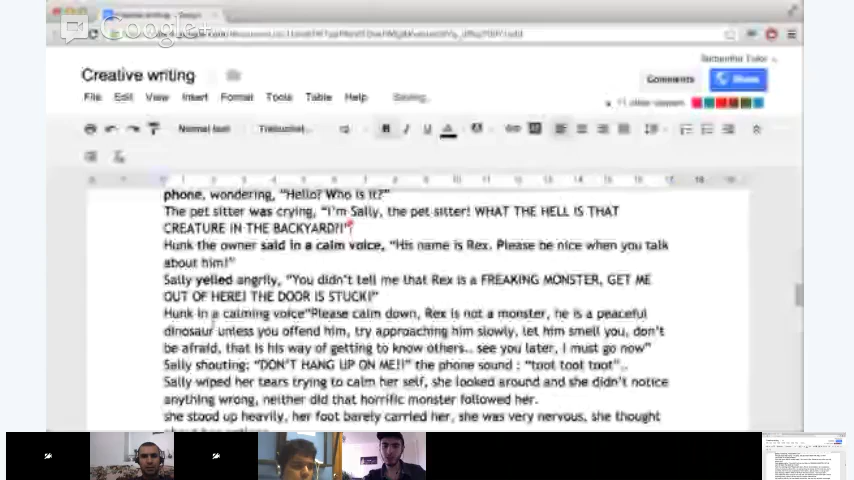 Google+
Creative writing
Comments
Share
File Edit View Insert Format Tools Table Help Saving...
Normal text Trebuchet...
phone, wondering, “Hello? Who is it?”
The pet sitter was crying, “I’m Sally, the pet sitter! WHAT THE HELL IS THAT
CREATURE IN THE BACKYARD?!”
Hunk the owner said in a calm voice, “His name is Rex. Please be nice when you talk
about him!”
Sally yelled angrily, “You didn’t tell me that Rex is a FREAKING MONSTER, GET ME
OUT OF HERE! THE DOOR IS STUCK!”
Hunk in a calming voice“Please calm down, Rex is not a monster, he is a peaceful
dinosaur unless you offend him, try approaching him slowly, let him smell you, don’t
be afraid, that is his way of getting to know others.. see you later, I must go now”
Sally shouting; “DON’T HANG UP ON ME!!” the phone sound : “toot toot toot”..
Sally wiped her tears trying to calm her self, she looked around and she didn’t notice
anything wrong, neither did that horrific monster followed her.
she stood up heavily, her foot barely carried her, she was very nervous, she thought